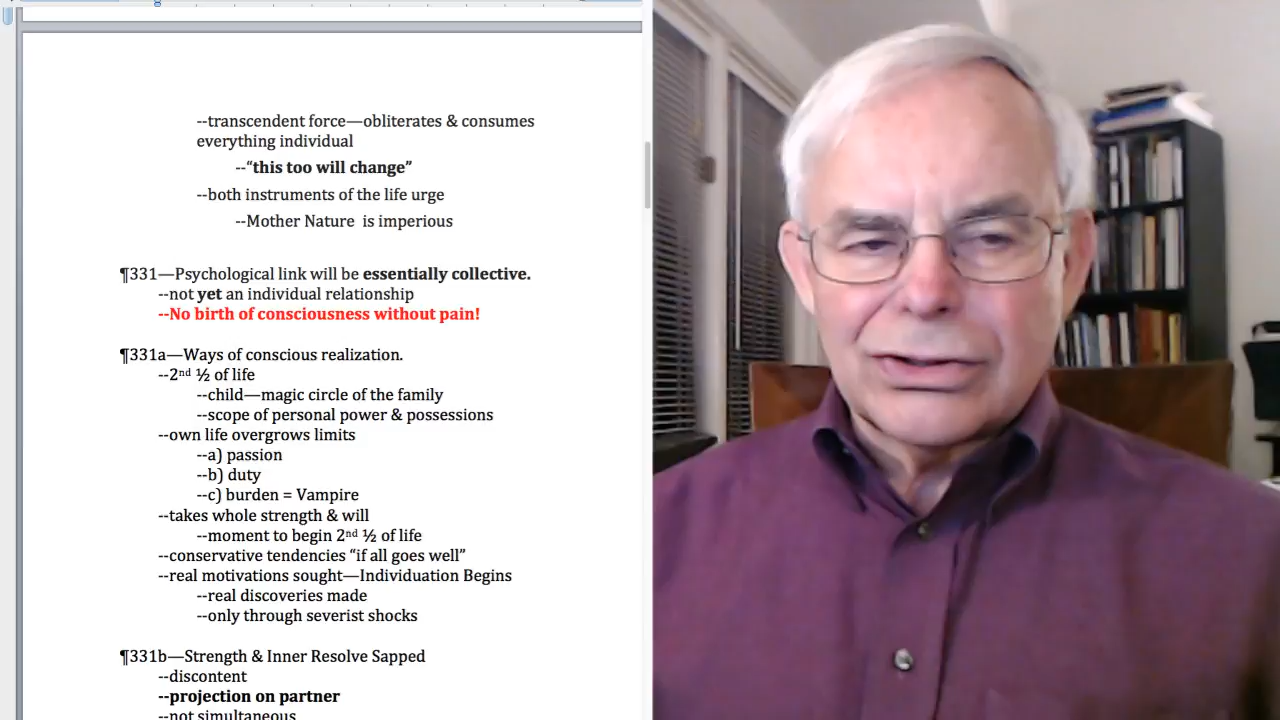 --transcendent force—obliterates & consumes
everything individual
--“this too will change”
--both instruments of the life urge
--Mother Nature is imperious
¶331—Psychological link will be essentially collective.
--not yet an individual relationship
--No birth of consciousness without pain!
¶331a—Ways of conscious realization.
--2nd ½ of life
--child—magic circle of the family
--scope of personal power & possessions
--own life overgrows limits
--a) passion
--b) duty
--c) burden = Vampire
--takes whole strength & will
--moment to begin 2nd ½ of life
--conservative tendencies “if all goes well”
--real motivations sought—Individuation Begins
--real discoveries made
--only through severist shocks
¶331b—Strength & Inner Resolve Sapped
--discontent
--projection on partner
--not simultaneous